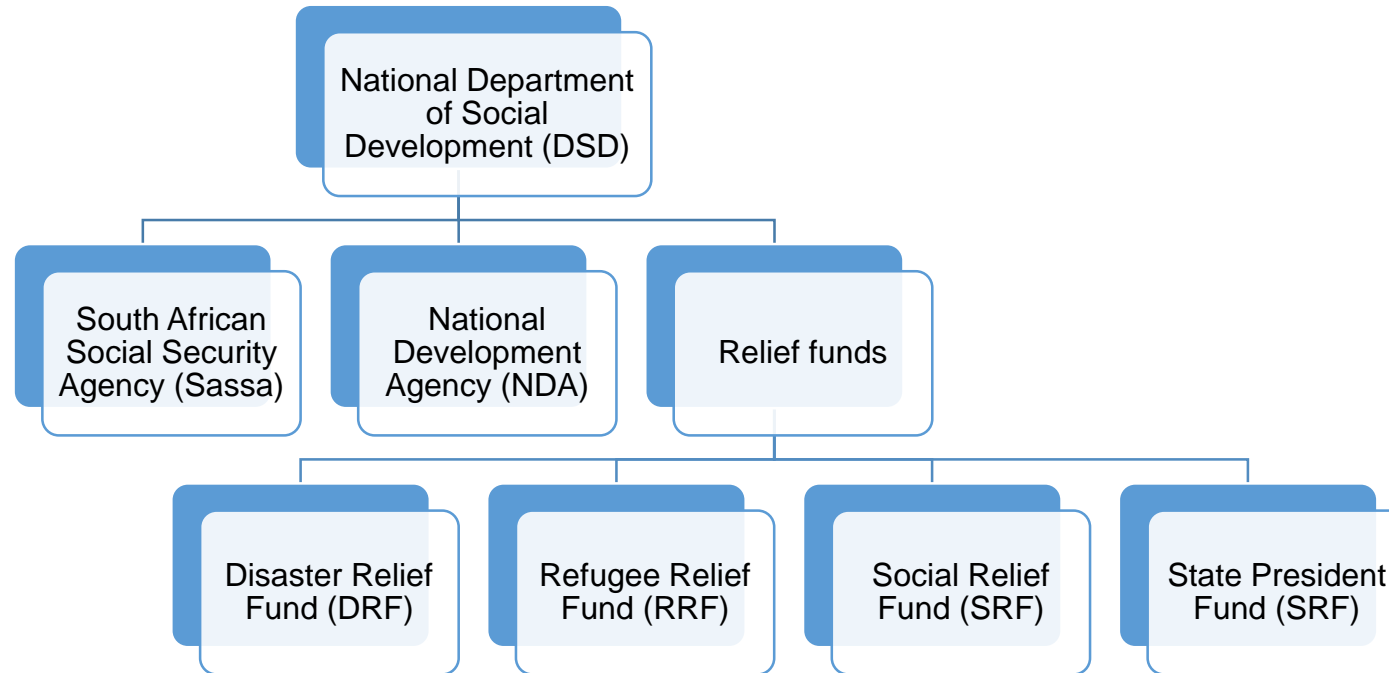 National Department
of Social
Development (DSD)
South African
Social Security
Agency (Sassa)
National
Development
Agency (NDA)
Relief funds
Disaster Relief
Fund (DRF)
Refugee Relief
Fund (RRF)
Social Relief
Fund (SRF)
State President
Fund (SRF)